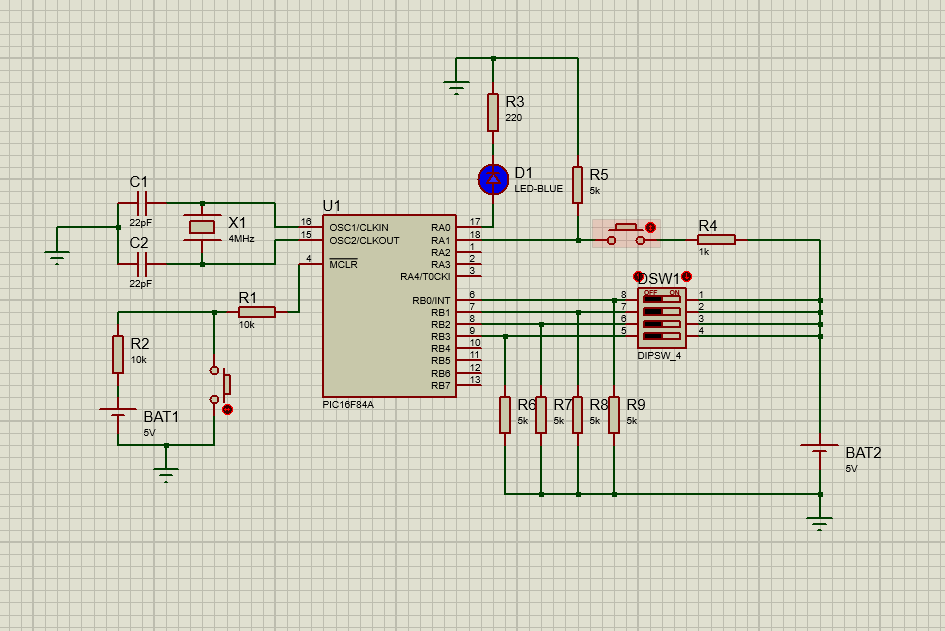 R3
220
D1
LED-BLUE
R5
5k
C1
22pF
X1
4MHz
C2
22pF
U1
16
OSC1/CLKIN
RA0
17
15
OSC2/CLKOUT
RA1
18
RA2
1
4
MCLR
RA3
2
RA4/T0CKI
3
RB0/INT
6
RB1
7
RB2
8
RB3
9
RB4
10
RB5
11
RB6
12
RB7
13
PIC16F84A
R4
1k
DSW1
OFF ON
8
1
7
2
6
3
5
4
DIPSW_4
R1
10k
R2
10k
BAT1
5V
R6
5k
R7
5k
R8
5k
R9
5k
BAT2
5V